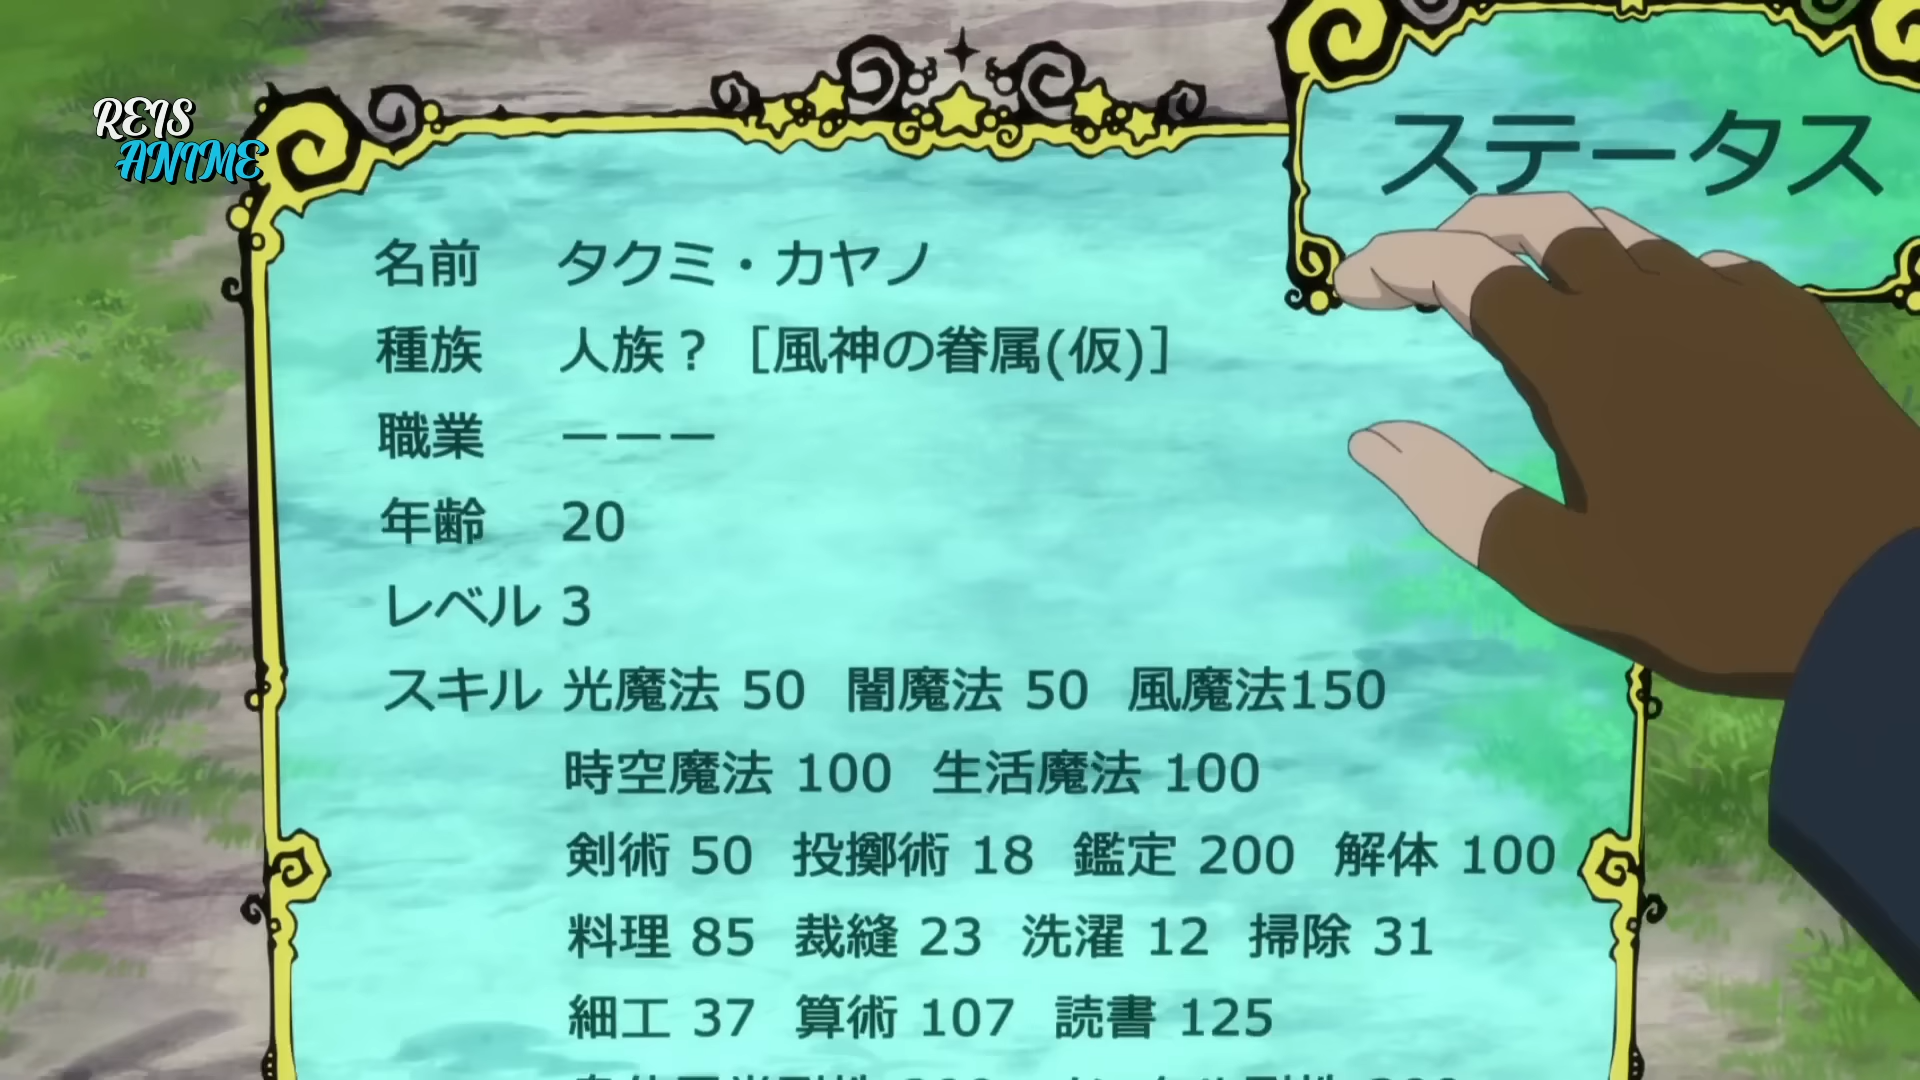 REIS
ANIME
ステータス
名前 タクミ・カヤノ
種族 人族？［風神の眷属(仮)］
職業 ーーー
年齢 20
レベル 3
スキル 光魔法 50 闇魔法 50 風魔法150
時空魔法 100 生活魔法 100
剣術 50 投擲術 18 鑑定 200 解体 100
料理 85 裁縫 23 洗濯 12 掃除 31
細工 37 算術 107 読書 125